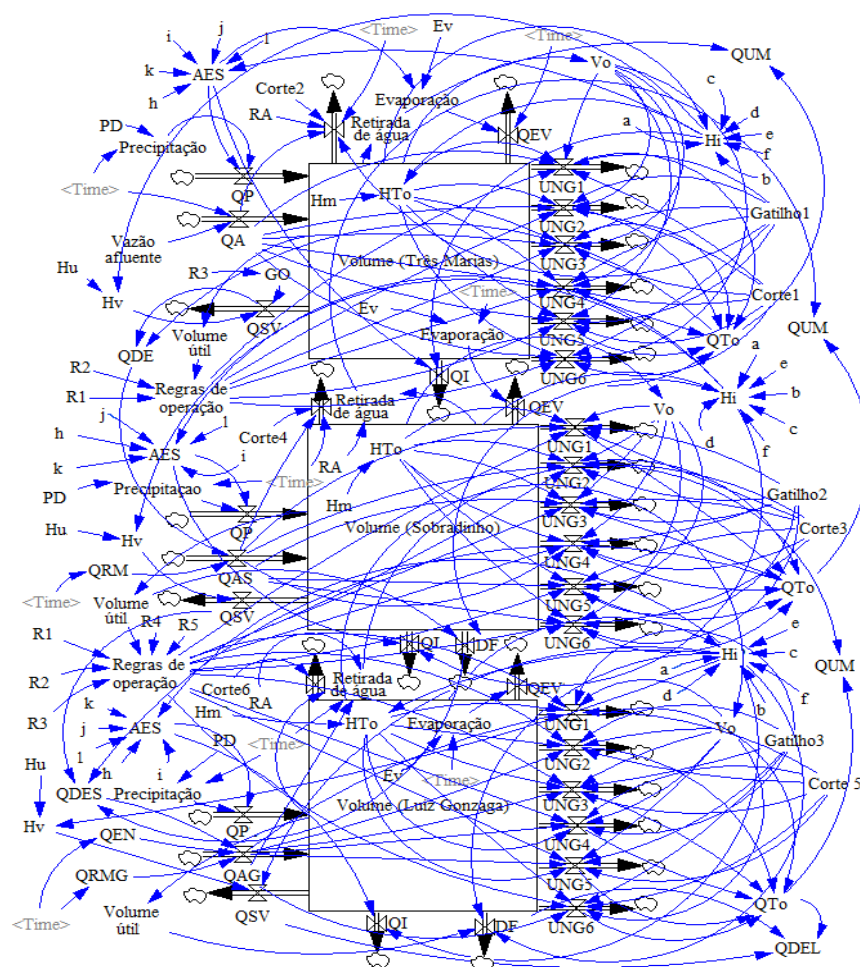 <Time>
Ev
<Time>
j
i
l
Vo
QUM
k
AES
c
h
Corte2
Evaporação
d
PD
RA
Retirada
de água
QEV
a
Hi
e
Precipitação
f
b
<Time>
QP
Hm
HTo
UNG1
Gatilho1
QA
UNG2
Vazão
afluente
Hu
R3
GO
Volume (Três Marias)
UNG3
Hv
<Time>
UNG4
Corte1
QSV
Ev
QDE
Volume
útil
Evaporação
UNG5
QTo
QUM
a
R2
UNG6
e
R1
Regras de
operação
QI
Hi
b
Retirada
de água
QEV
Vo
c
j
l
h
Corte4
HTo
UNG1
d
f
AES
i
k
<Time>
RA
UNG2
PD
Precipitaçao
Hm
Gatilho2
QP
Volume (Sobradinho)
UNG3
Corte3
Hu
Hv
QRM
QAS
UNG4
QTo
<Time>
Volume
útil
QSV
UNG5
R1
R4
R5
UNG6
e
QI
DF
Hi
c
QUM
Regras de
operação
Retirada
de água
a
R2
Corte6
RA
QEV
d
f
k
Hm
b
R3
AES
HTo
Evaporação
UNG1
Vo
j
PD
<Time>
Gatilho3
Hu
l
h
i
UNG2
QDES
Precipitação
Ev
<Time>
Corte 5
Volume (Luiz Gonzaga)
UNG3
Hv
QEN
QP
UNG4
QRMG
QAG
UNG5
QSV
QTo
<Time>
Volume
útil
QI
DF
UNG6
QDEL